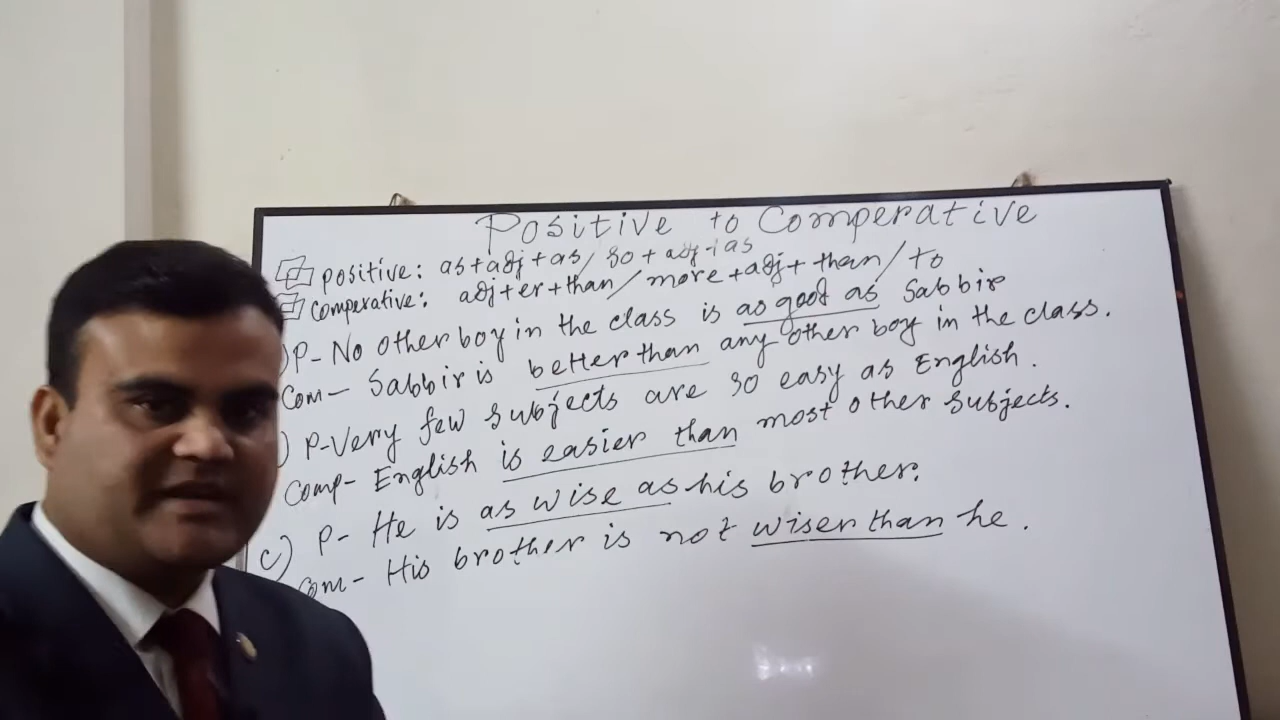 Positive to Comperative
positive: as+adj+as/so+adj+as
Comperative: adj+er+than/more+adj+than/to
)P-No other boy in the class is as good as Sabbir
Com-Sabbir is better than any other boy in the class.
)P-Very few subjects are so easy as English.
Comp-English is easier than most other subjects.
c) P-He is as wise as his brother.
com-His brother is not wiser than he.